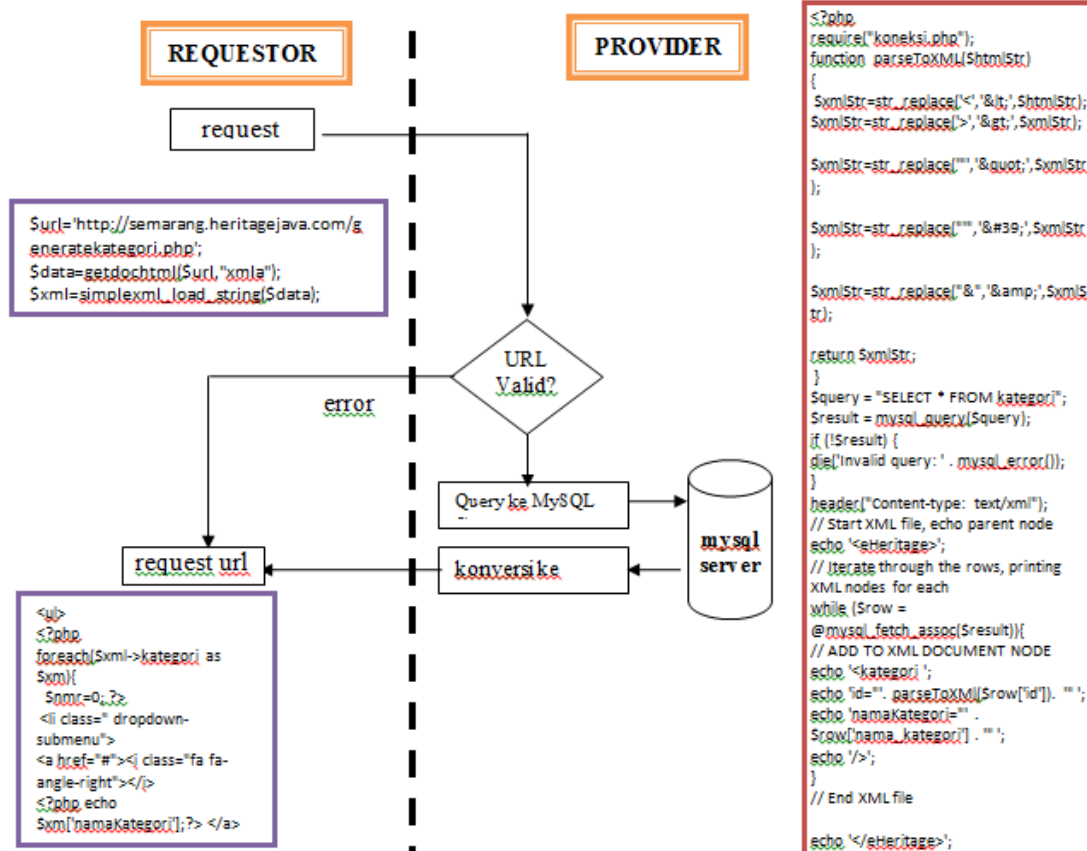 REQUESTOR
PROVIDER
request
$url='http://semarang.heritagejava.com/g
eneratekategori.php';
$data=getdochtml($url,"xmla");
$xml=simplexml_load_string($data);
URL
Valid?
error
Query ke MySQL
mysql
server
request url
konversike
<ul>
<?php
foreach($xml->kategori as
$xm){
$nmr=0; ?>
<li class=" dropdown-
submenu">
<a href="#"><i class="fa fa-
angle-right"></i>
<?php echo
$xm['namaKategori'];?> </a>
<?php
require("koneksi.php");
function parseToXML($htmlStr)
{
$xmlStr=str_replace('<','&lt;',$htmlStr);
$xmlStr=str_replace('>','&gt;',$xmlStr);
$xmlStr=str_replace('"','&quot;',$xmlStr
);
$xmlStr=str_replace("'",'&#39;',$xmlStr
);
$xmlStr=str_replace("&",'&amp;',$xmlS
tr);
return $xmlStr;
}
$query = "SELECT * FROM kategori";
$result = mysql_query($query);
if (!$result) {
die('Invalid query: ' . mysql_error());
}
header("Content-type: text/xml");
// Start XML file, echo parent node
echo '<eHeritage>';
// Iterate through the rows, printing
XML nodes for each
while ($row =
@mysql_fetch_assoc($result)){
// ADD TO XML DOCUMENT NODE
echo '<kategori ';
echo 'id="'. parseToXMl($row['id']). '" ';
echo 'namaKategori="' .
$row['nama_kategori'] . '" ';
echo '/>';
}
// End XML file
echo '</eHeritage>';